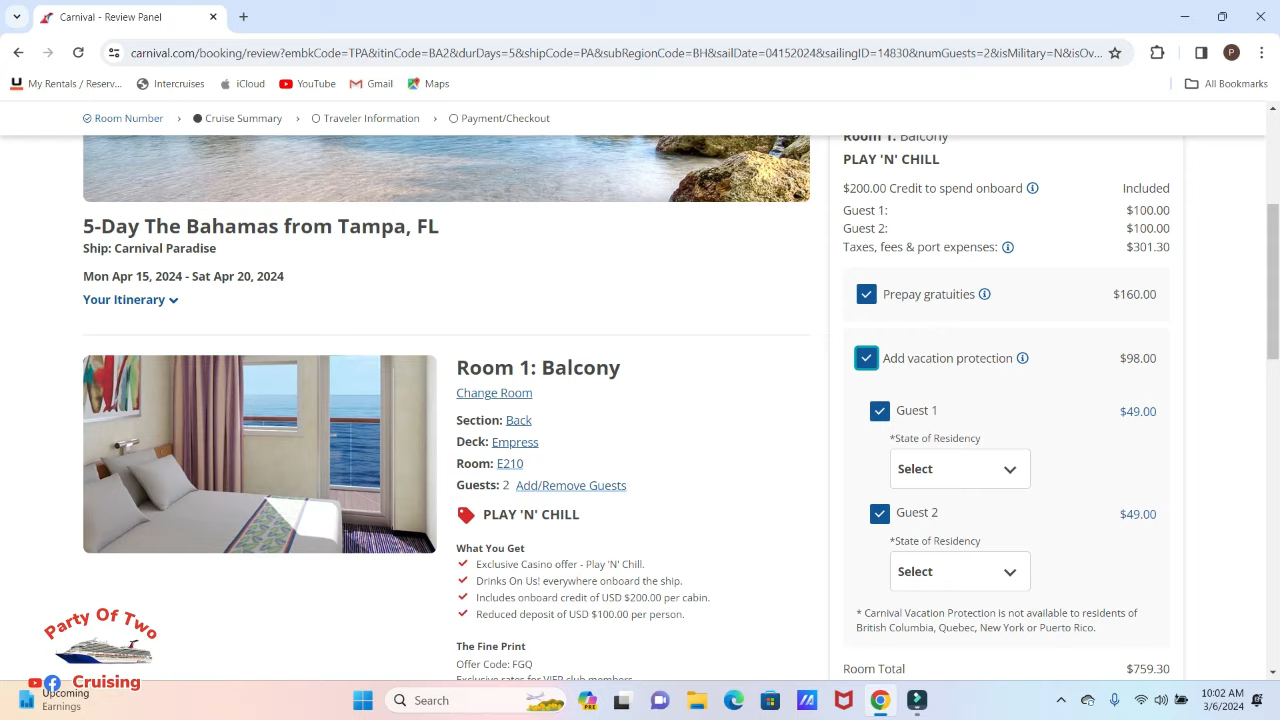 Carnival - Review Panel
carnival.com/booking/review?embkCode=TPA&itinCode=BA2&durDays=5&shipCode=PA&subRegionCode=BH&sailDate=04152024&sailingID=14830&numGuests=2&isMilitary=N&isOv...
P
My Rentals / Reserv...
Intercruises
iCloud
YouTube
Gmail
Maps
All Bookmarks
Room Number
Cruise Summary
Traveler Information
Payment/Checkout
5-Day The Bahamas from Tampa, FL
Ship: Carnival Paradise
Mon Apr 15, 2024 - Sat Apr 20, 2024
Your Itinerary
Room 1: Balcony
Change Room
Section: Back
Deck: Empress
Room: E210
Guests: 2 Add/Remove Guests
PLAY 'N' CHILL
What You Get
Exclusive Casino offer - Play 'N' Chill.
Drinks On Us! everywhere onboard the ship.
Includes onboard credit of USD $200.00 per cabin.
Reduced deposit of USD $100.00 per person.
The Fine Print
Offer Code: FGQ
Exclusive rates for VIFP club members
Room 1: Balcony
PLAY 'N' CHILL
$200.00 Credit to spend onboard Included
Guest 1: $100.00
Guest 2: $100.00
Taxes, fees & port expenses: $301.30
Prepay gratuities $160.00
Add vacation protection $98.00
Guest 1 $49.00
*State of Residency
Select
Guest 2 $49.00
*State of Residency
Select
* Carnival Vacation Protection is not available to residents of
British Columbia, Quebec, New York or Puerto Rico.
Room Total $759.30
Party Of Two
Cruising
Upcoming
Earnings
Search
PRE
10:02 AM
3/6/2024